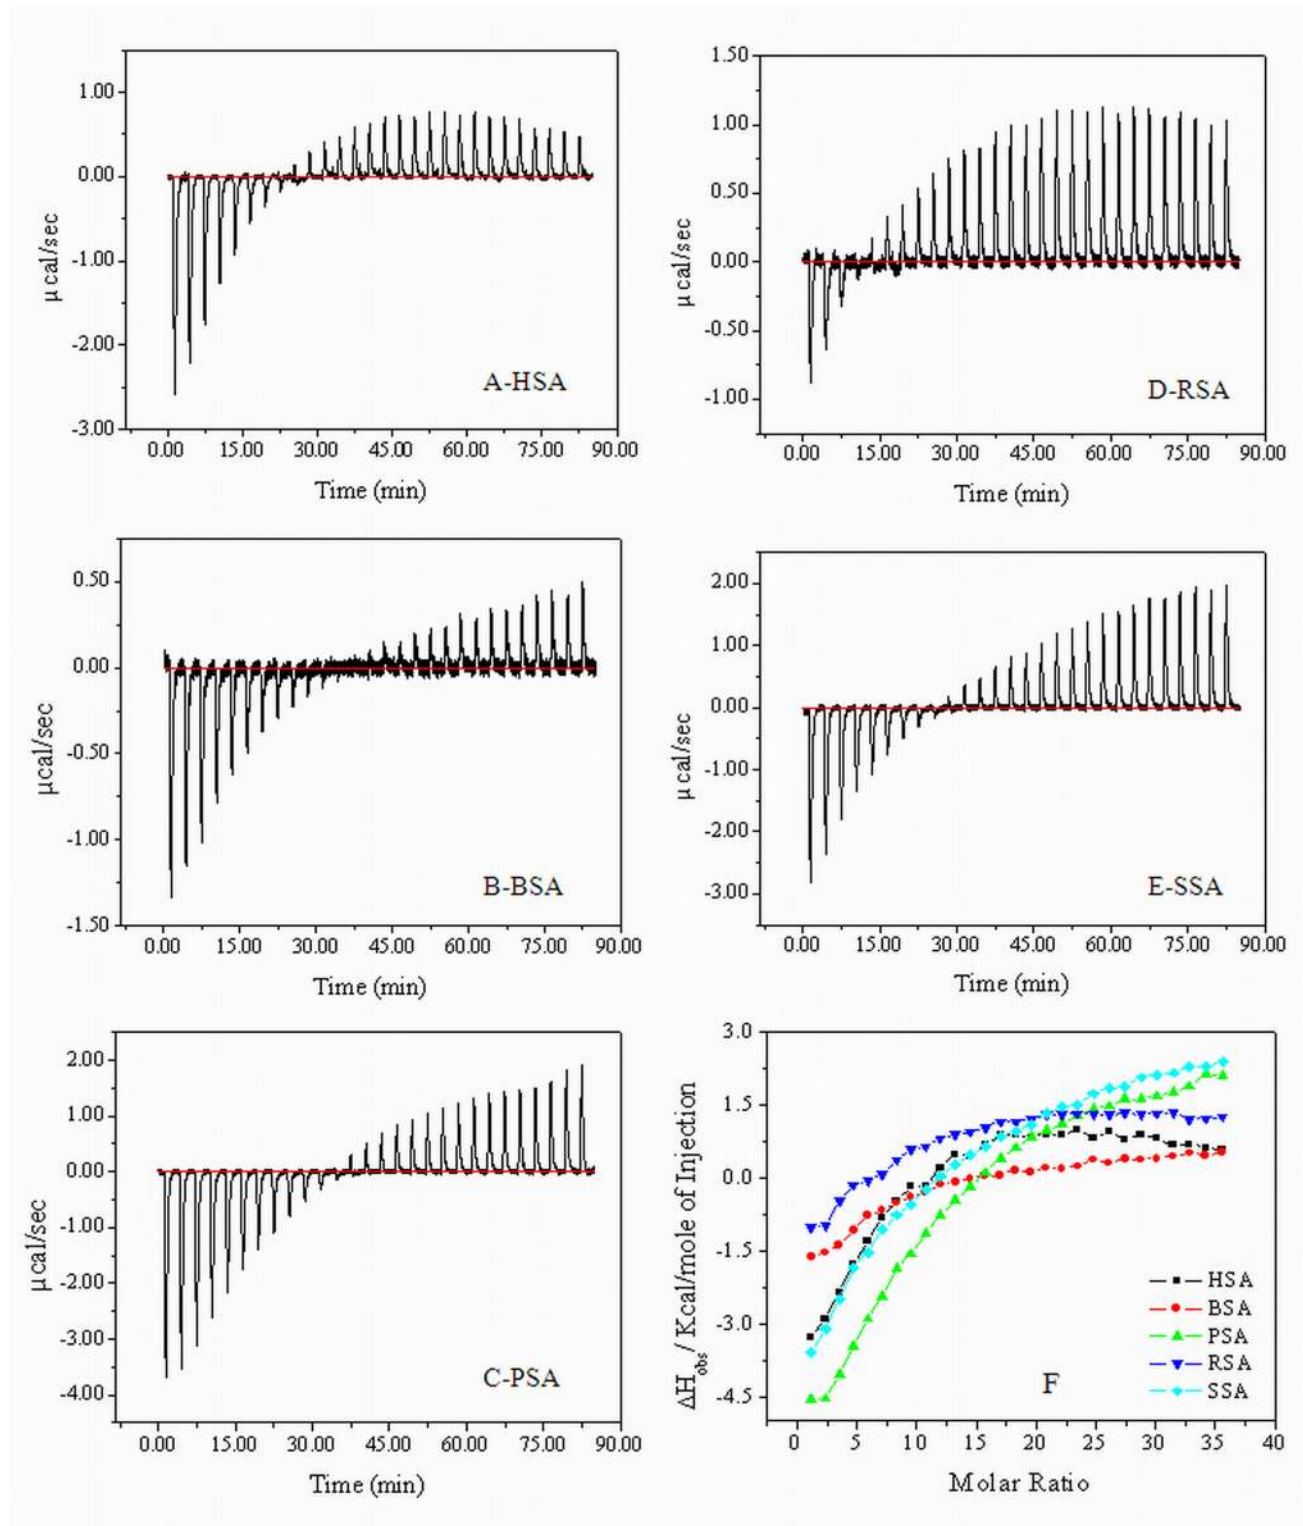 1.00
0.00
-1.00
-2.00
-3.00
μcal/sec
A-HSA
0.00 15.00 30.00 45.00 60.00 75.00 90.00
Time (min)
1.50
1.00
0.50
0.00
-0.50
-1.00
μcal/sec
D-RSA
0.00 15.00 30.00 45.00 60.00 75.00 90.00
Time (min)
0.50
0.00
-0.50
-1.00
-1.50
μcal/sec
B-BSA
0.00 15.00 30.00 45.00 60.00 75.00 90.00
Time (min)
2.00
1.00
0.00
-1.00
-2.00
-3.00
μcal/sec
E-SSA
0.00 15.00 30.00 45.00 60.00 75.00 90.00
Time (min)
2.00
1.00
0.00
-1.00
-2.00
-3.00
-4.00
μcal/sec
C-PSA
0.00 15.00 30.00 45.00 60.00 75.00 90.00
Time (min)
3.0
1.5
0.0
-1.5
-3.0
-4.5
ΔHobs/ Kcal/mole of Injection
HSA
BSA
PSA
RSA
SSA
F
0 5 10 15 20 25 30 35 40
Molar Ratio